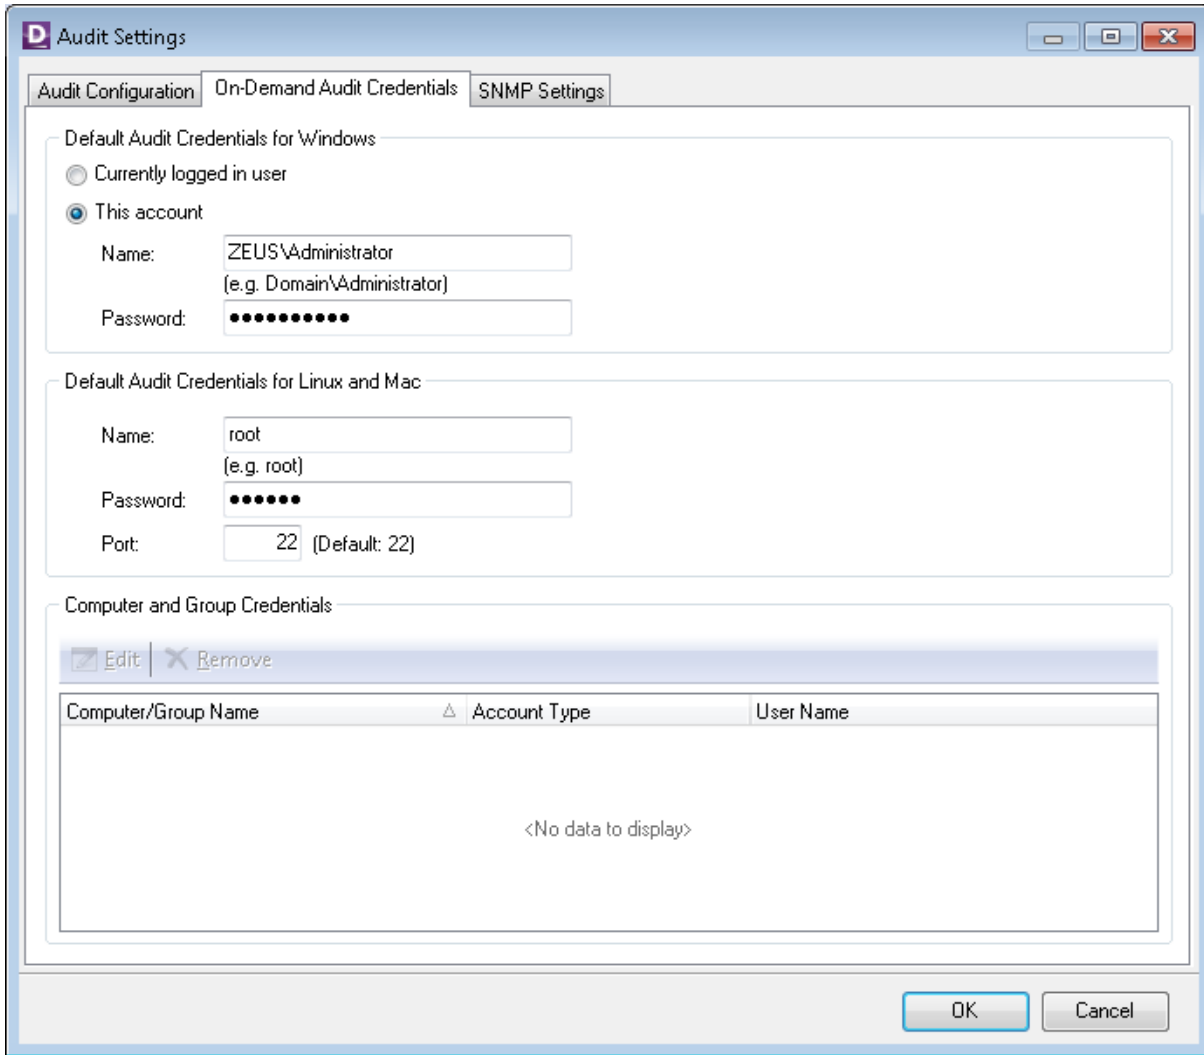 D Audit Settings
Audit Configuration On-Demand Audit Credentials SNMP Settings
Default Audit Credentials for Windows
Currently logged in user
This account
Name: ZEUS\Administrator
(e.g. Domain\Administrator)
Password: ●●●●●●●●●●
Default Audit Credentials for Linux and Mac
Name: root
(e.g. root)
Password: ●●●●●●
Port: 22 (Default: 22)
Computer and Group Credentials
Edit Remove
Computer/Group Name Account Type User Name
<No data to display>
OK Cancel